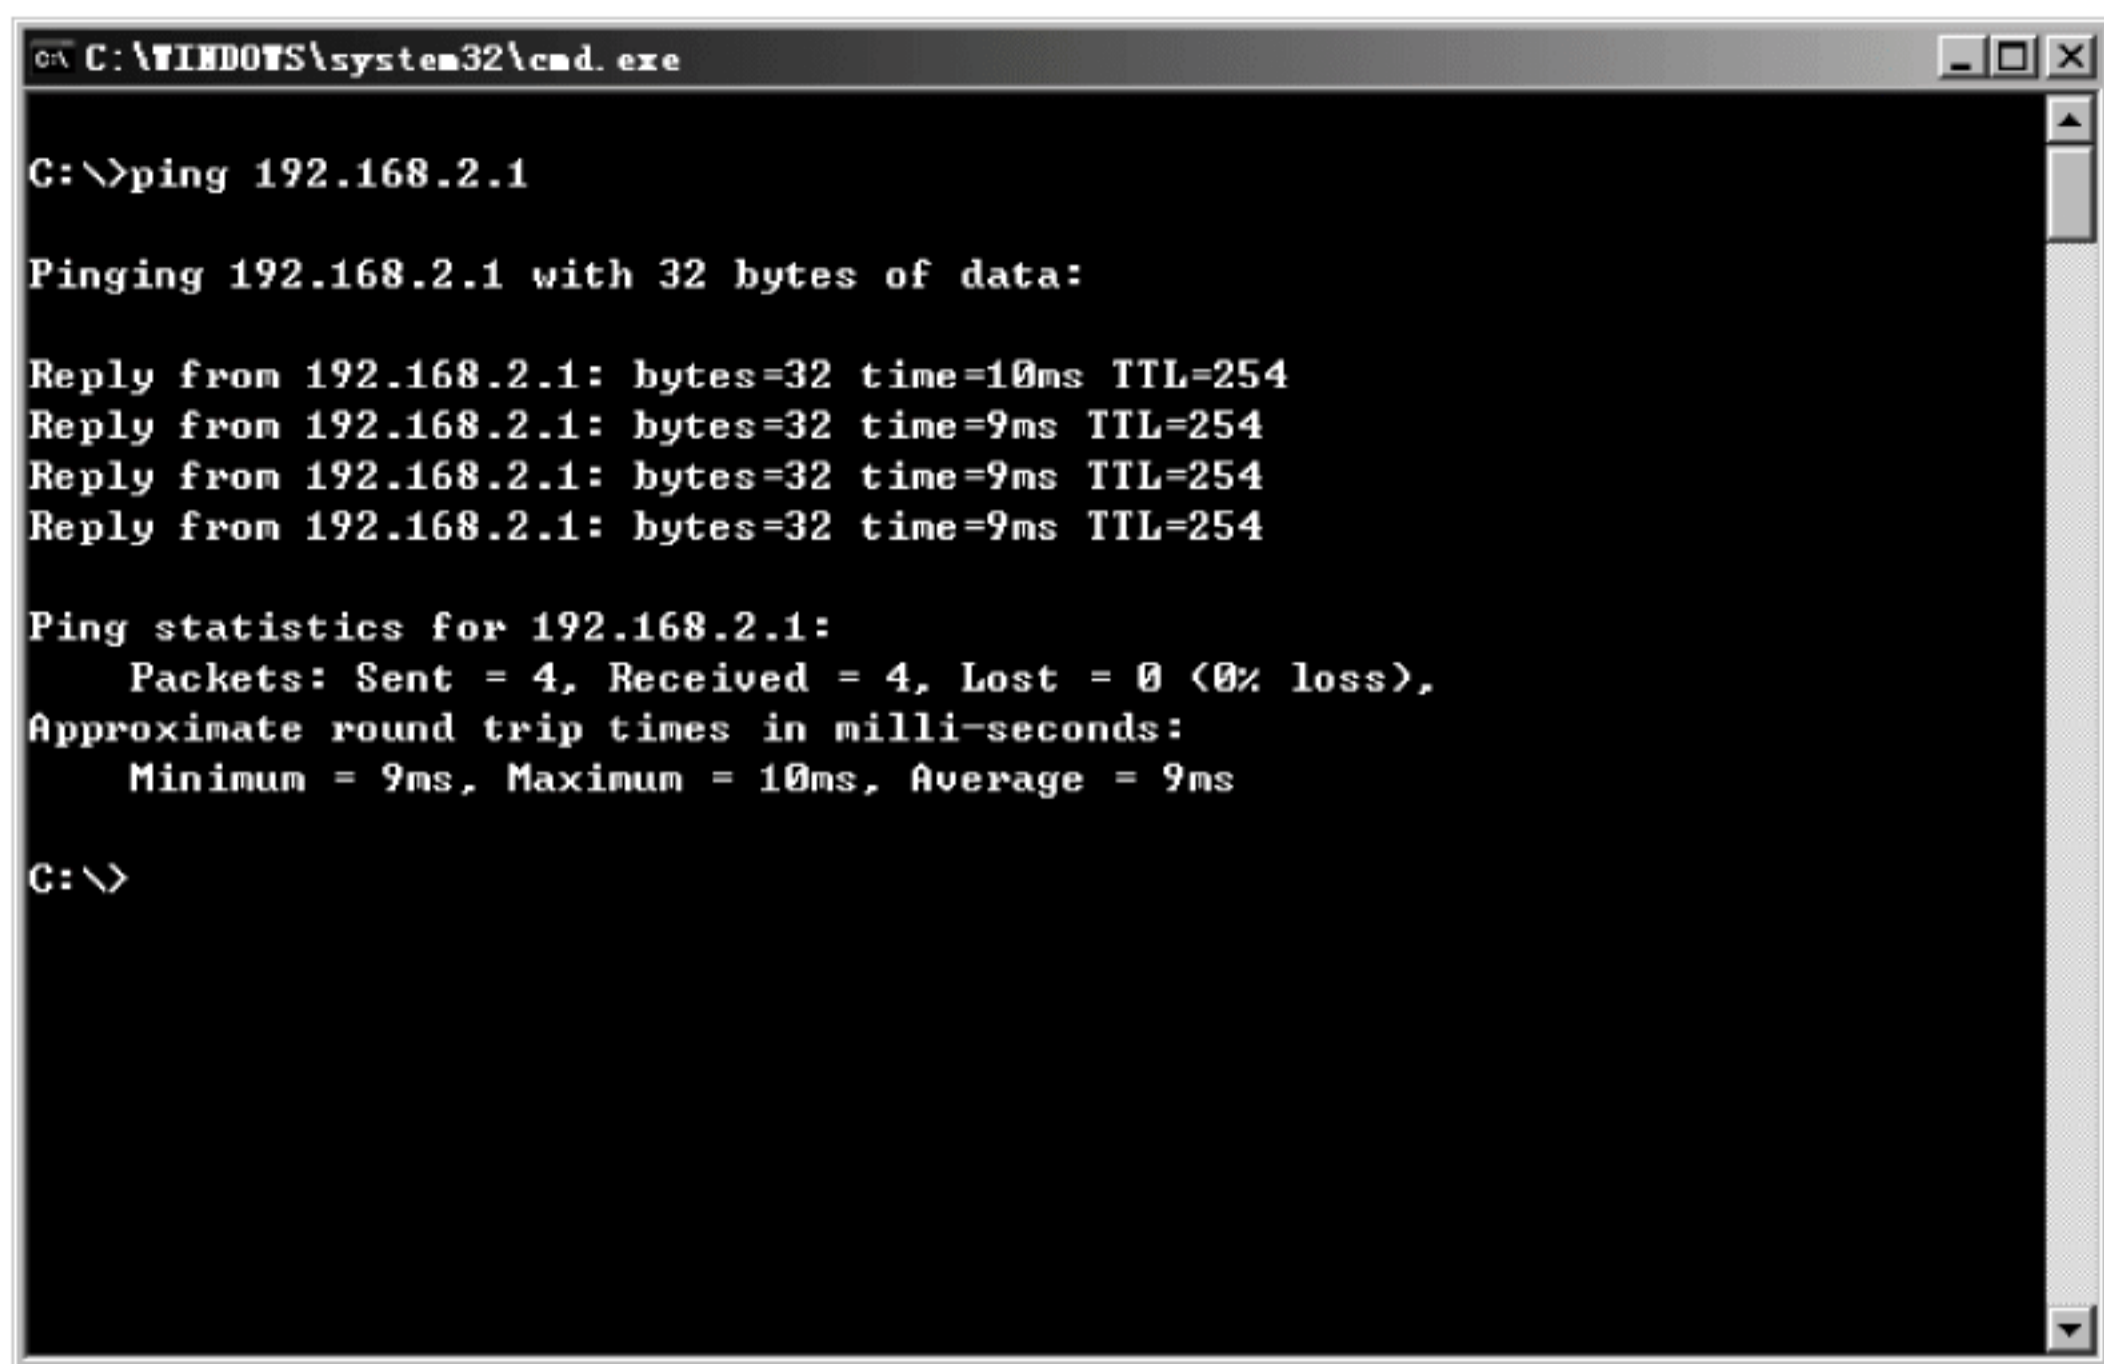 C:\WINDOWS\system32\cmd.exe
C:\>ping 192.168.2.1
Pinging 192.168.2.1 with 32 bytes of data:
Reply from 192.168.2.1: bytes=32 time=10ms TTL=254
Reply from 192.168.2.1: bytes=32 time=9ms TTL=254
Reply from 192.168.2.1: bytes=32 time=9ms TTL=254
Reply from 192.168.2.1: bytes=32 time=9ms TTL=254
Ping statistics for 192.168.2.1:
    Packets: Sent = 4, Received = 4, Lost = 0 (0% loss),
Approximate round trip times in milli-seconds:
    Minimum = 9ms, Maximum = 10ms, Average = 9ms
C:\>